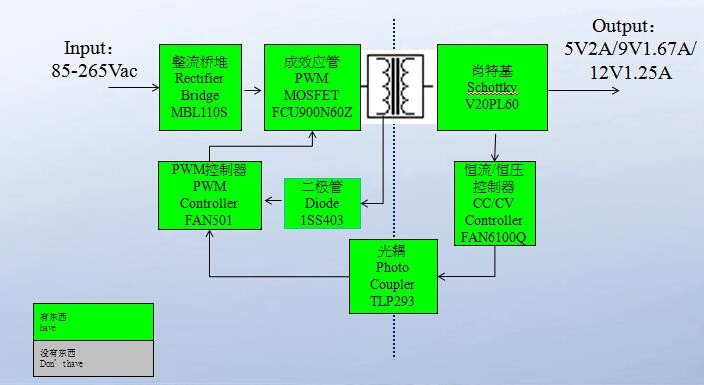 Input：
85-265Vac
整流桥堆
Rectifier
Bridge
MBL110S
成效应管
PWM
MOSFET
FCU900N60Z
肖特基
Schottky
V20PL60
Output：
5V2A/9V1.67A/
12V1.25A
PWM控制器
PWM
Controller
FAN501
二极管
Diode
1SS403
恒流/恒压
控制器
CC/CV
Controller
FAN6100Q
光耦
Photo
Coupler
TLP293
有东西
have
没有东西
Don't have